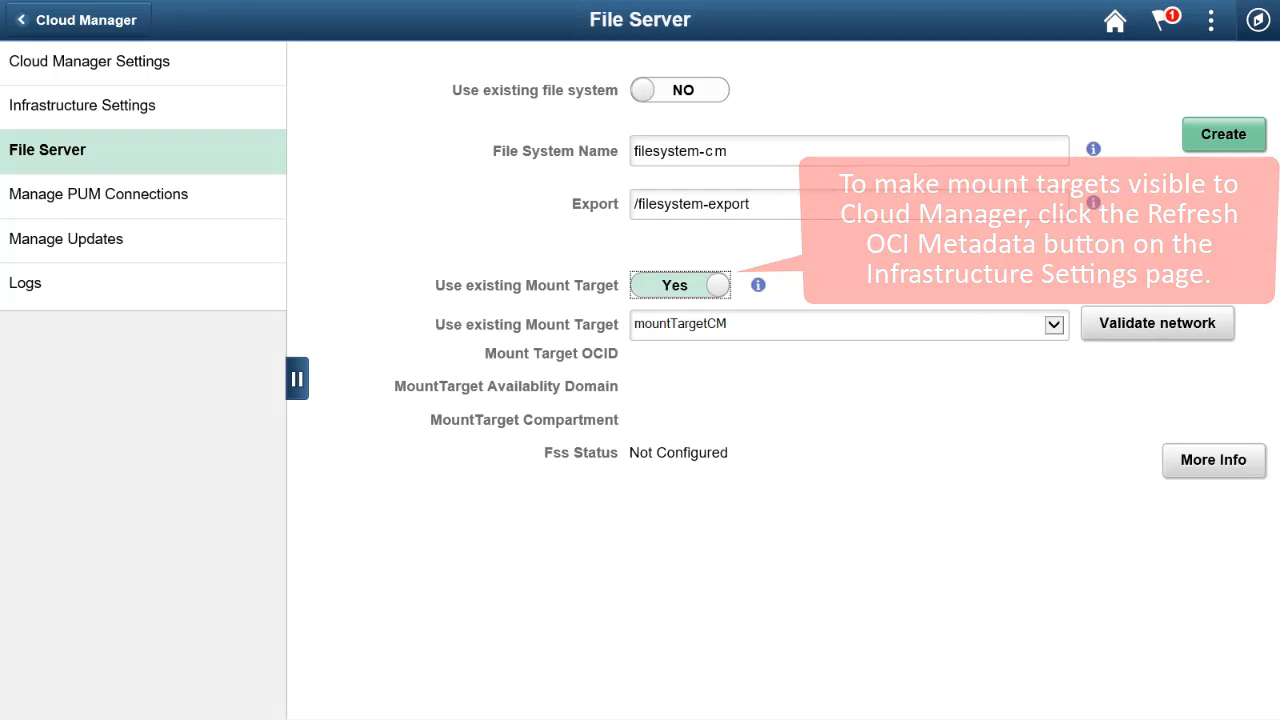 Cloud Manager
File Server
1
Cloud Manager Settings
Infrastructure Settings
File Server
Manage PUM Connections
Manage Updates
Logs
Use existing file system NO
Create
File System Name filesystem-cm
Export /filesystem-export
To make mount targets visible to
Cloud Manager, click the Refresh
OCI Metadata button on the
Infrastructure Settings page.
Use existing Mount Target Yes
Use existing Mount Target mountTargetCM Validate network
Mount Target OCID
MountTarget Availablity Domain
MountTarget Compartment
Fss Status Not Configured
More Info